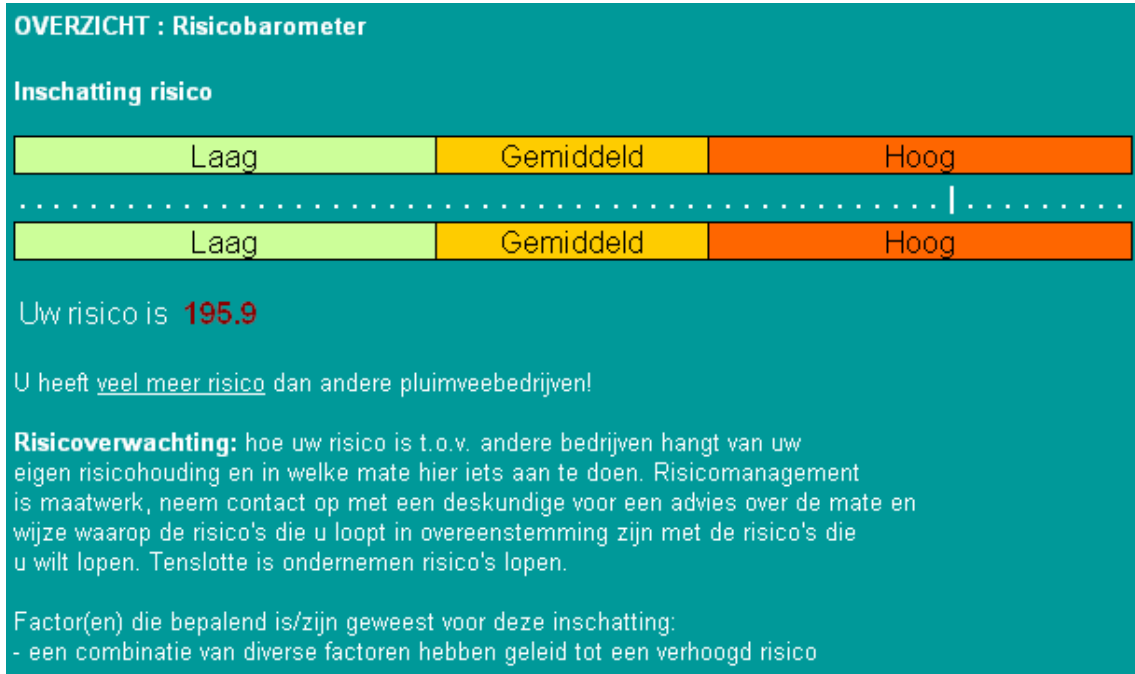 OVERZICHT : Risicobarometer
Inschatting risico
Laag Gemiddeld Hoog
. . . . . . . . . . . . . . . . . . . . . . . . . . . . . . . . . . . . . . . . . . . . . . . . . . . . | . . . . . . . . .
Laag Gemiddeld Hoog
Uw risico is 195.9
U heeft veel meer risico dan andere pluimveebedrijven!
Risicoverwachting: hoe uw risico is t.o.v. andere bedrijven hangt van uw
eigen risicohouding en in welke mate hier iets aan te doen. Risicomanagement
is maatwerk, neem contact op met een deskundige voor een advies over de mate en
wijze waarop de risico's die u loopt in overeenstemming zijn met de risico's die
u wilt lopen. Tenslotte is ondernemen risico's lopen.
Factor(en) die bepalend is/zijn geweest voor deze inschatting:
- een combinatie van diverse factoren hebben geleid tot een verhoogd risico